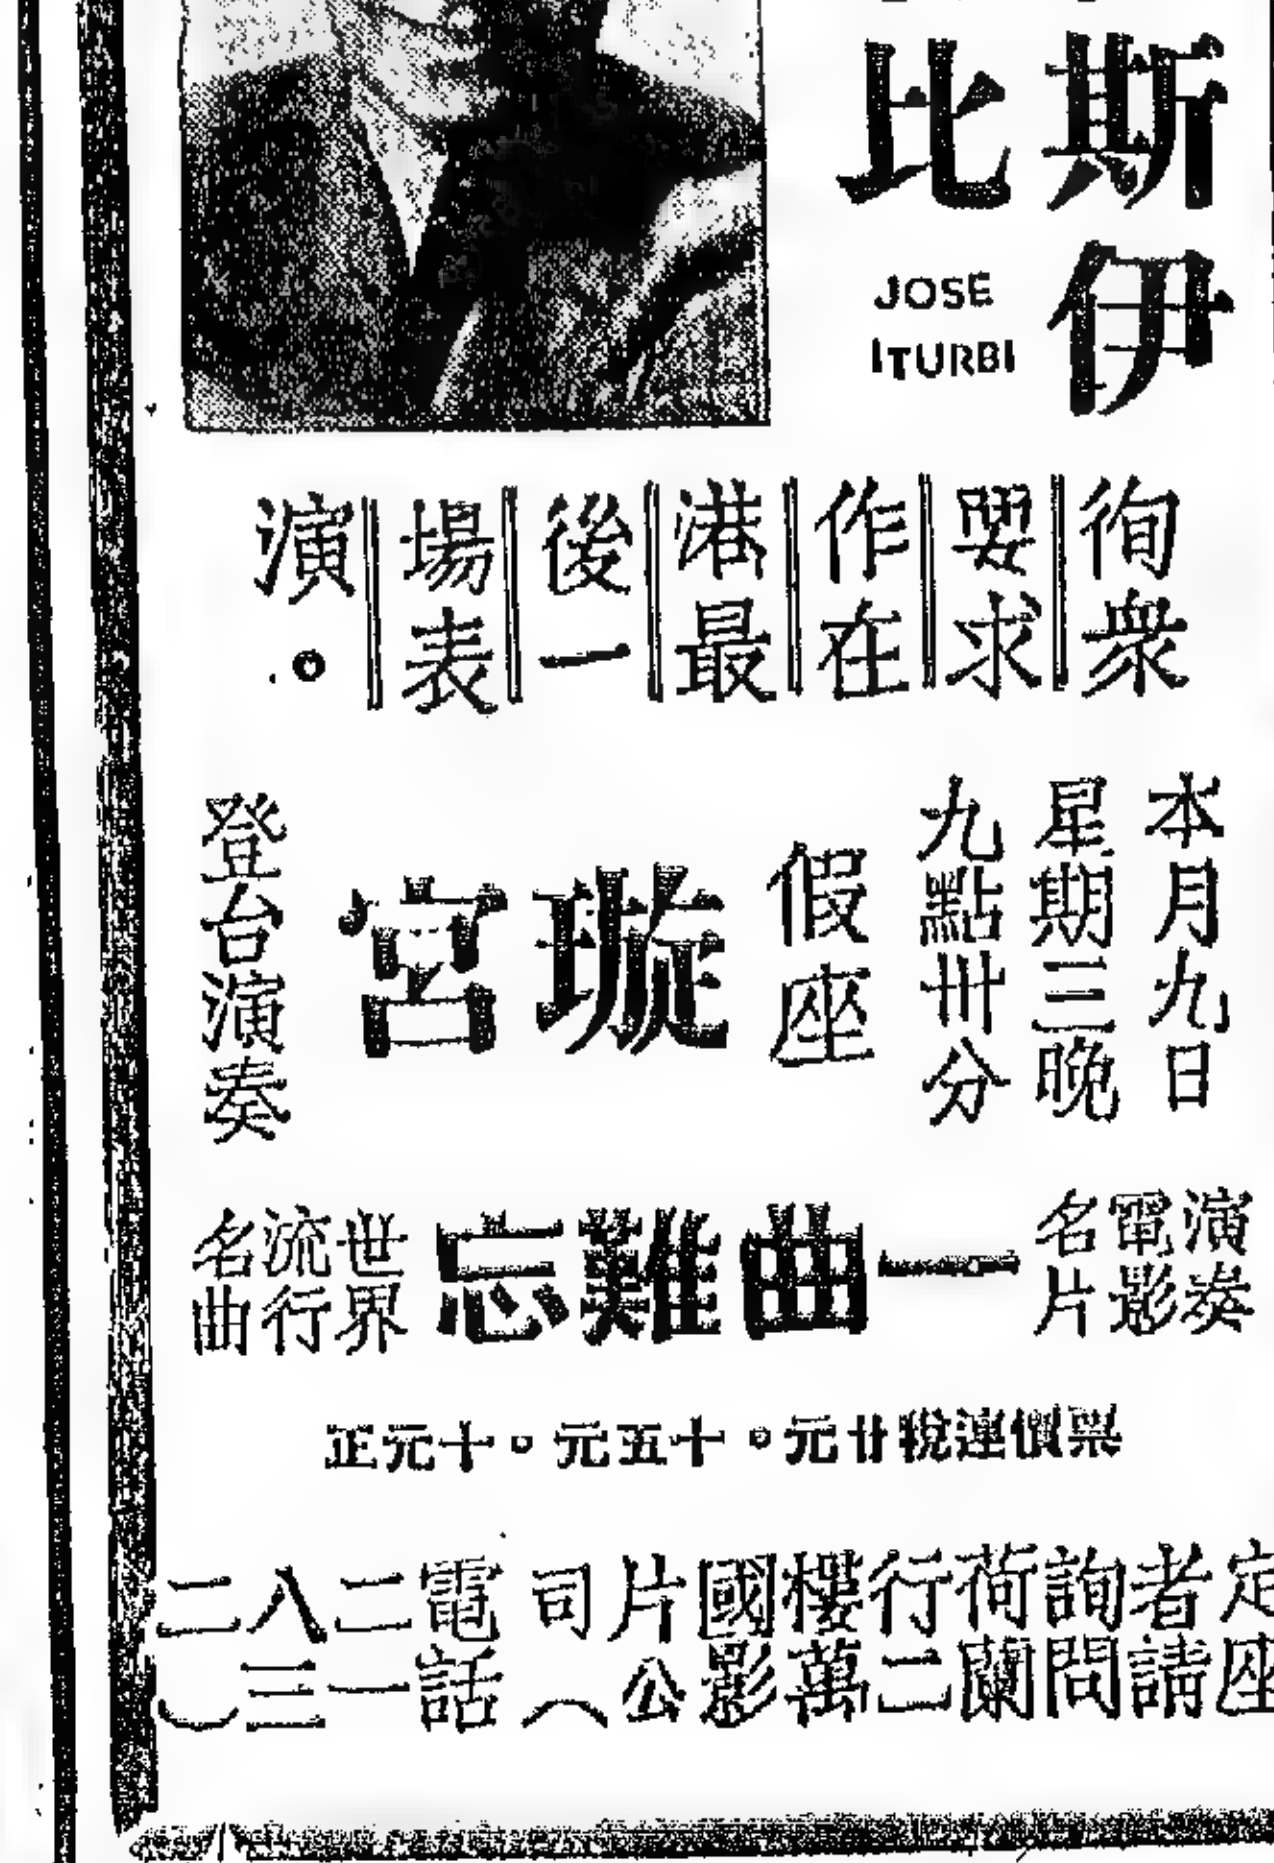 斯伊
比
JOSE
ITURBI
徇衆
要求
作在
港最
後一
場表
演。
本月九日
星期三晚
九點卅分
假座
璇宮
登台演奏
演奏
電影
名片
一曲難忘
世界
流行
名曲
票價連稅廿元。十五元。十元正
定座
者請
詢問
荷蘭
行二
樓萬
國影
片公
司（
電話
二一
八三
二）